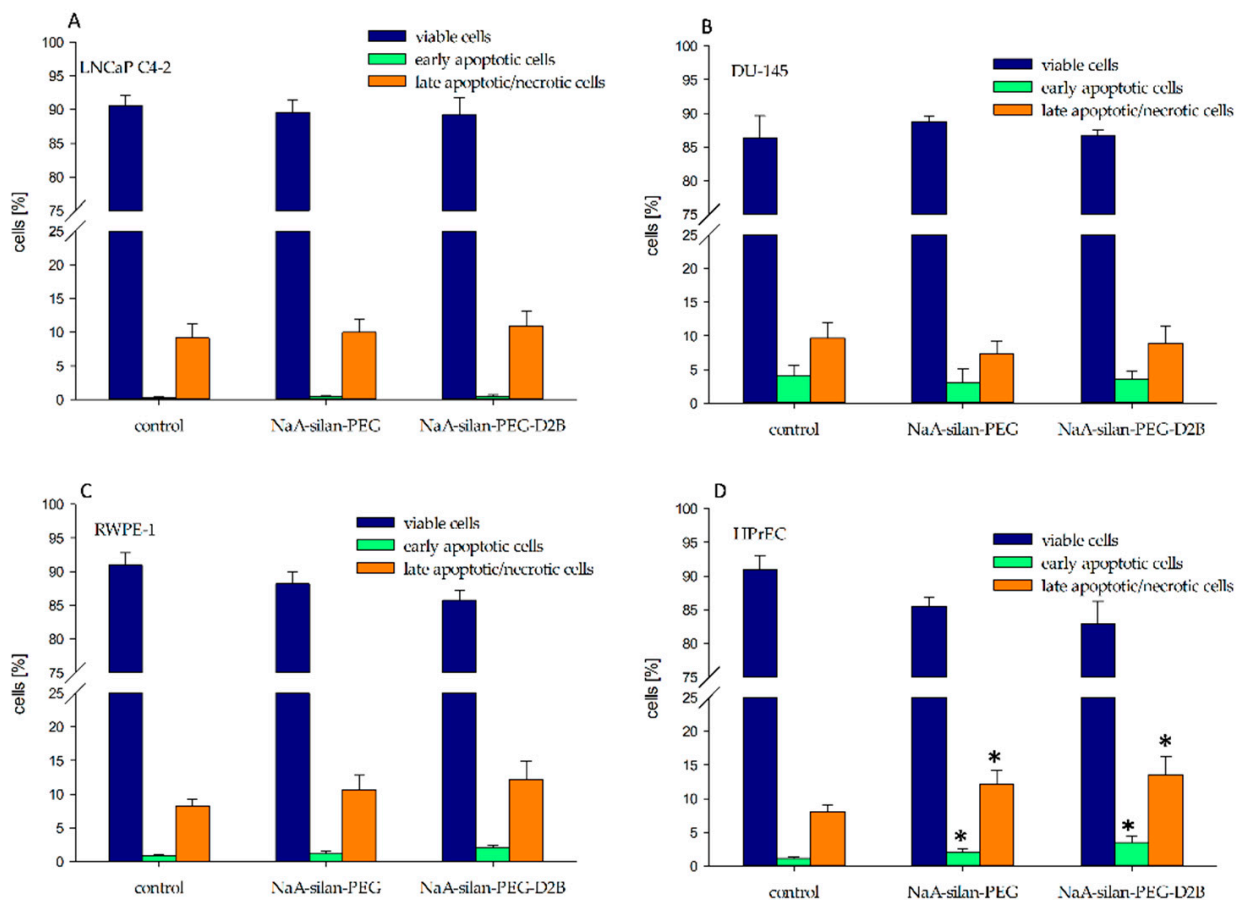 A
LNCaP C4-2
viable cells
early apoptotic cells
late apoptotic/necrotic cells
cells [%]
100
95
90
85
80
75
25
20
15
10
5
0
control
NaA-silan-PEG
NaA-silan-PEG-D2B
B
DU-145
viable cells
early apoptotic cells
late apoptotic/necrotic cells
cells [%]
100
95
90
85
80
75
25
20
15
10
5
0
control
NaA-silan-PEG
NaA-silan-PEG-D2B
C
RWPE-1
viable cells
early apoptotic cells
late apoptotic/necrotic cells
cells [%]
100
95
90
85
80
75
25
20
15
10
5
0
control
NaA-silan-PEG
NaA-silan-PEG-D2B
D
HPrEC
viable cells
early apoptotic cells
late apoptotic/necrotic cells
cells [%]
100
95
90
85
80
75
25
20
15
10
5
0
*
*
*
*
control
NaA-silan-PEG
NaA-silan-PEG-D2B